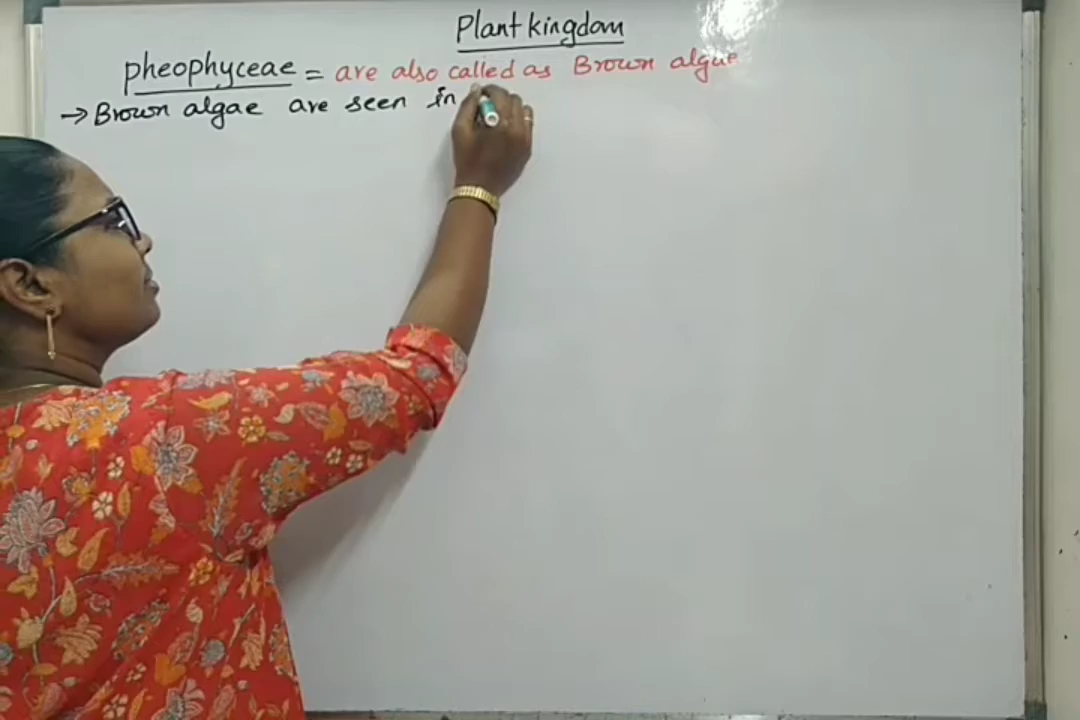 Plant kingdom
pheophyceae = are also called as Brown algae
→ Brown algae are seen in